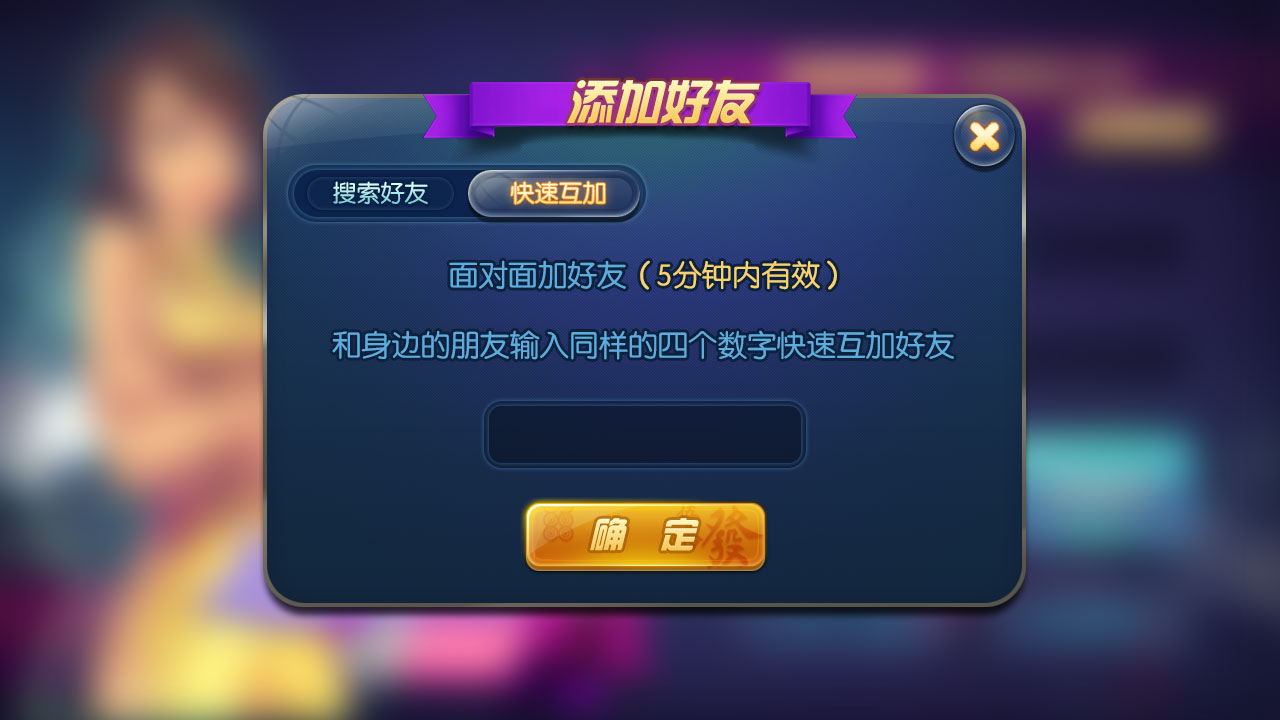 添加好友
搜索好友 快速互加
面对面加好友（5分钟内有效）
和身边的朋友输入同样的四个数字快速互加好友
确 定
發